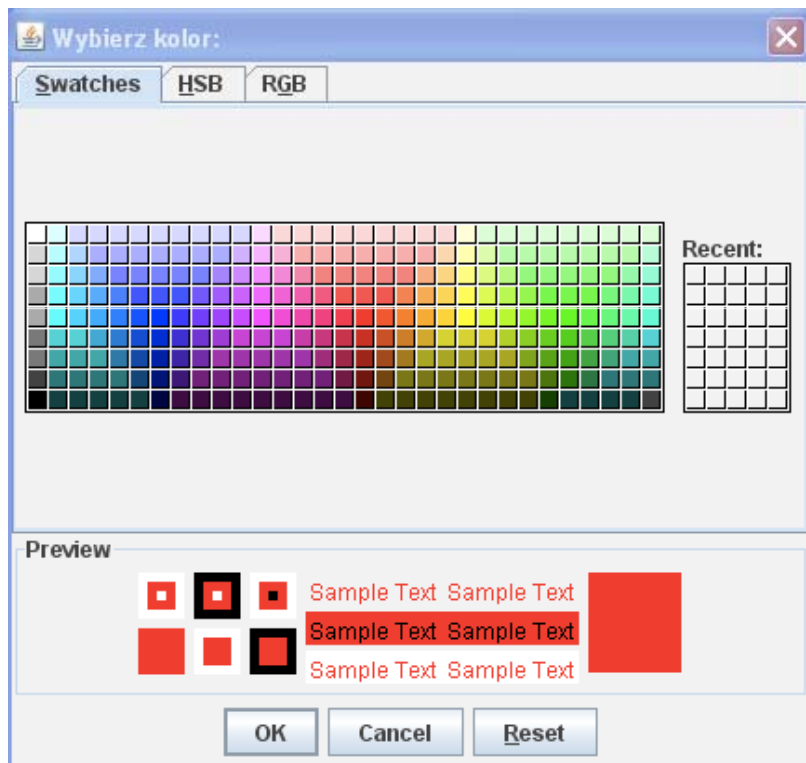 Wybierz kolor:
Swatches HSB RGB
Recent:
Preview
Sample Text Sample Text
Sample Text Sample Text
Sample Text Sample Text
OK Cancel Reset